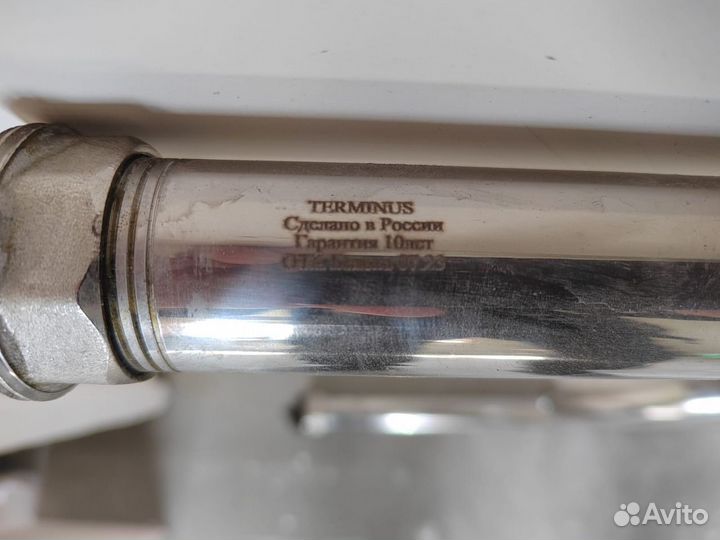 TERMINUS
Сделано в России
Гарантия 10лет
Avito